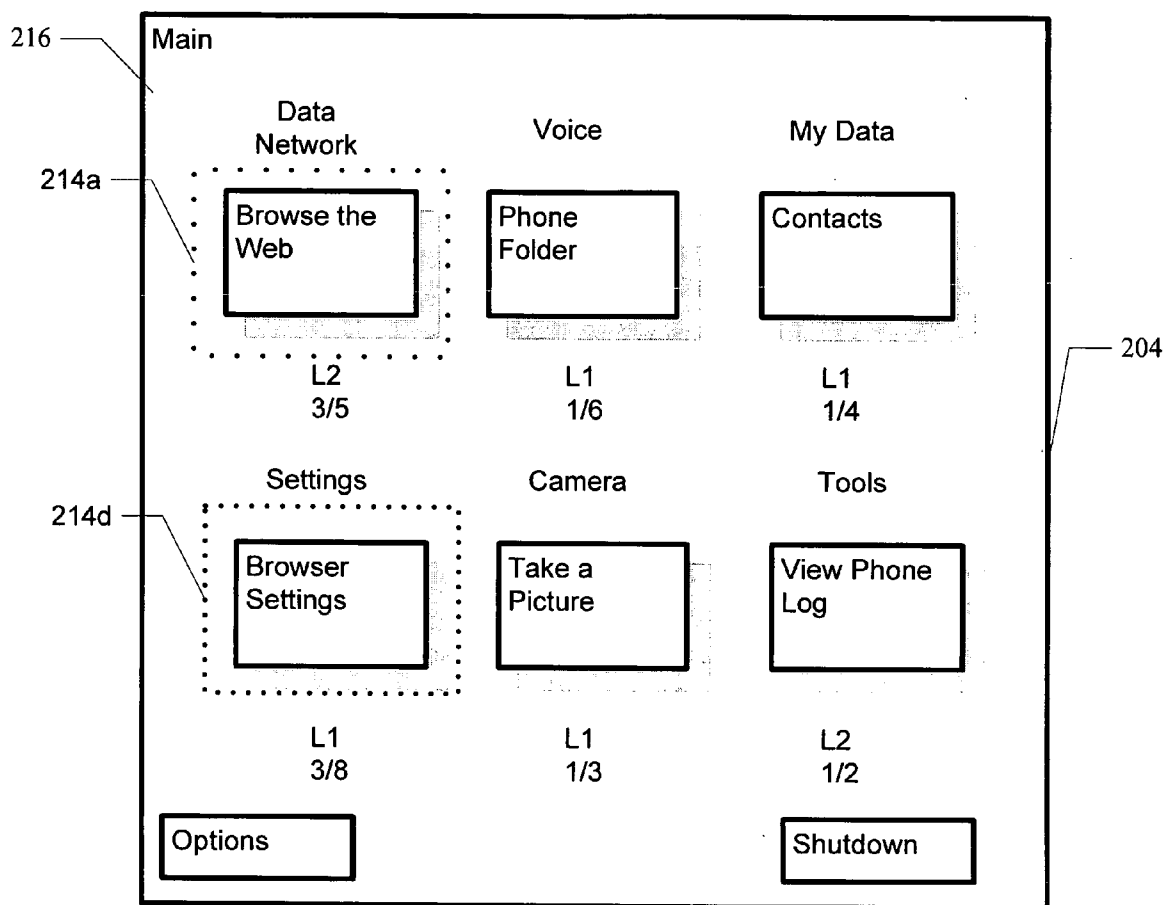 216
Main
Data
Network
Voice
My Data
214a
Browse the
Web
Phone
Folder
Contacts
204
L2
3/5
L1
1/6
L1
1/4
Settings
Camera
Tools
214d
Browser
Settings
Take a
Picture
View Phone
Log
L1
3/8
L1
1/3
L2
1/2
Options
Shutdown